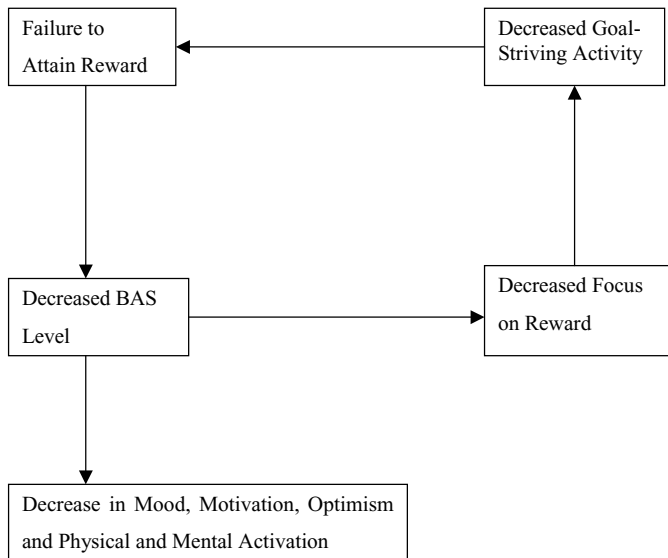 Failure to
Attain Reward
Decreased Goal-
Striving Activity
Decreased BAS
Level
Decreased Focus
on Reward
Decrease in Mood, Motivation, Optimism
and Physical and Mental Activation